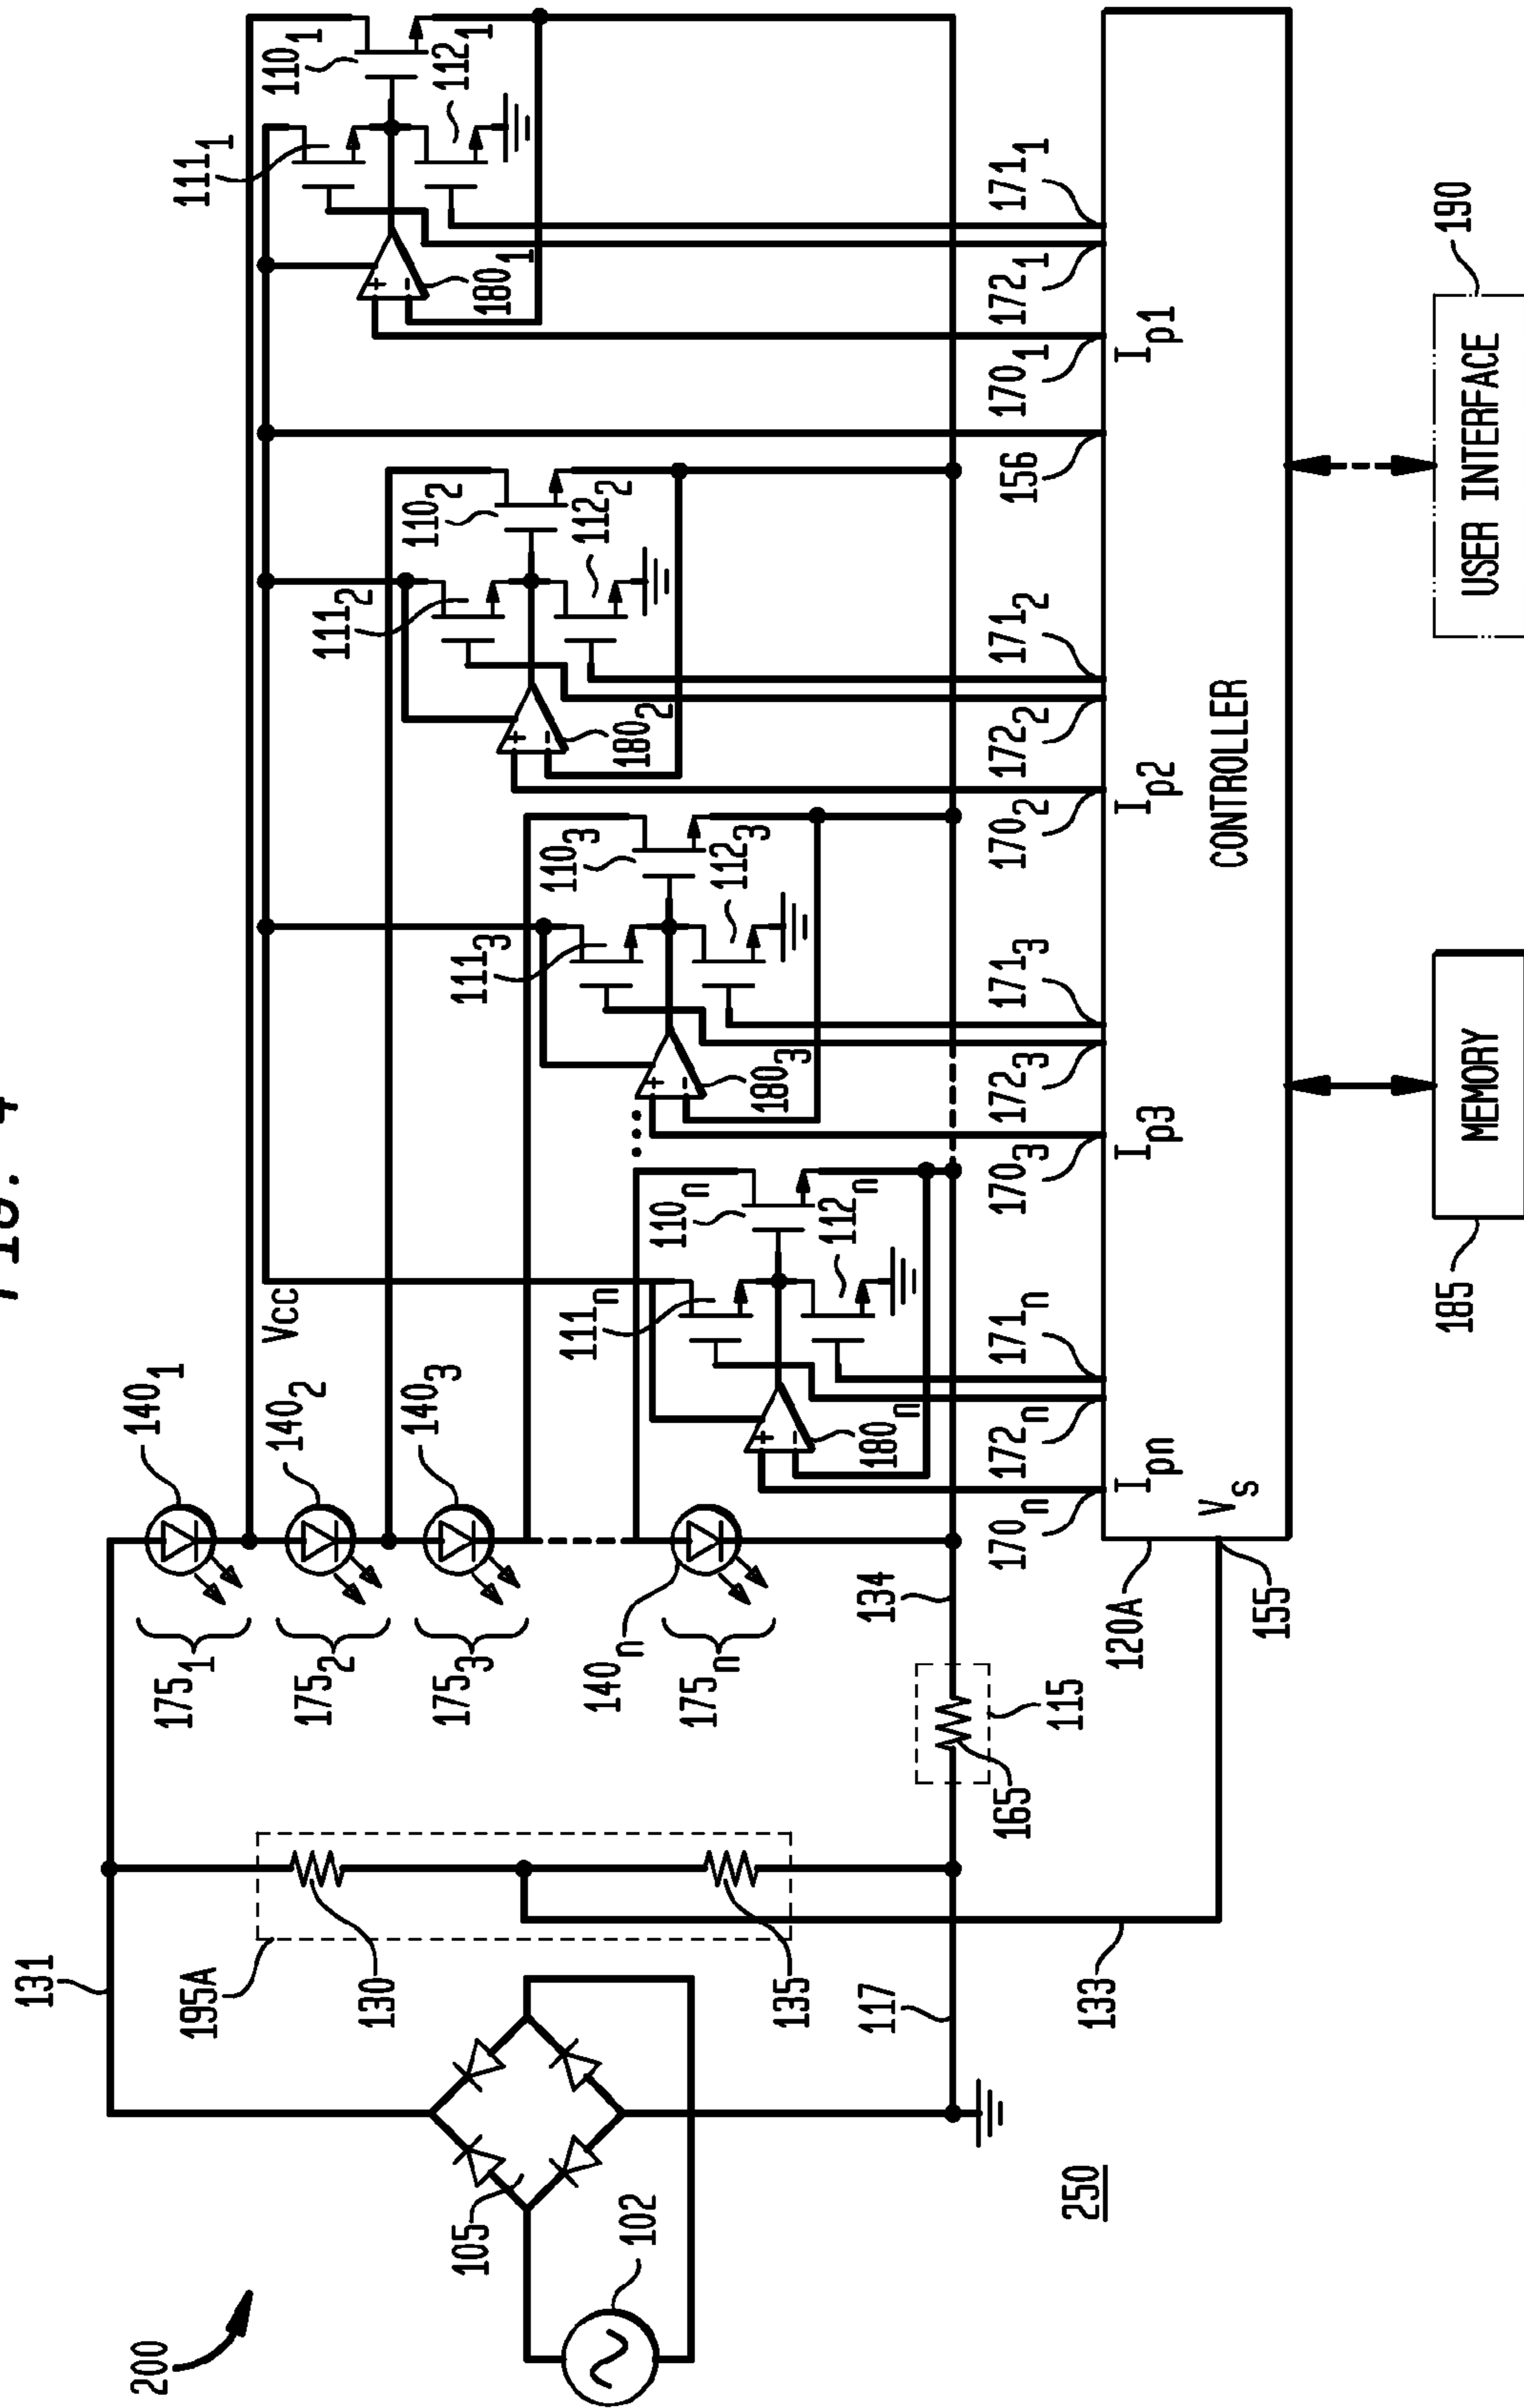 FIG. 4
200
250
102
105
131
117
133
195A
130
135
165
115
134
175₁
175₂
175₃
175ₙ
140₁
140₂
140₃
140ₙ
Vcc
111ₙ
110ₙ
112ₙ
180ₙ
+
-
111₃
110₃
112₃
180₃
+
-
111₂
110₂
112₂
180₂
+
-
111₁
110₁
112₁
180₁
+
-
170ₙ
172ₙ
171ₙ
170₃
172₃
171₃
170₂
172₂
171₂
156
170₁
172₁
171₁
Ipn
Ip3
Ip2
Ip1
Vs
120A
155
CONTROLLER
185
MEMORY
USER INTERFACE
190